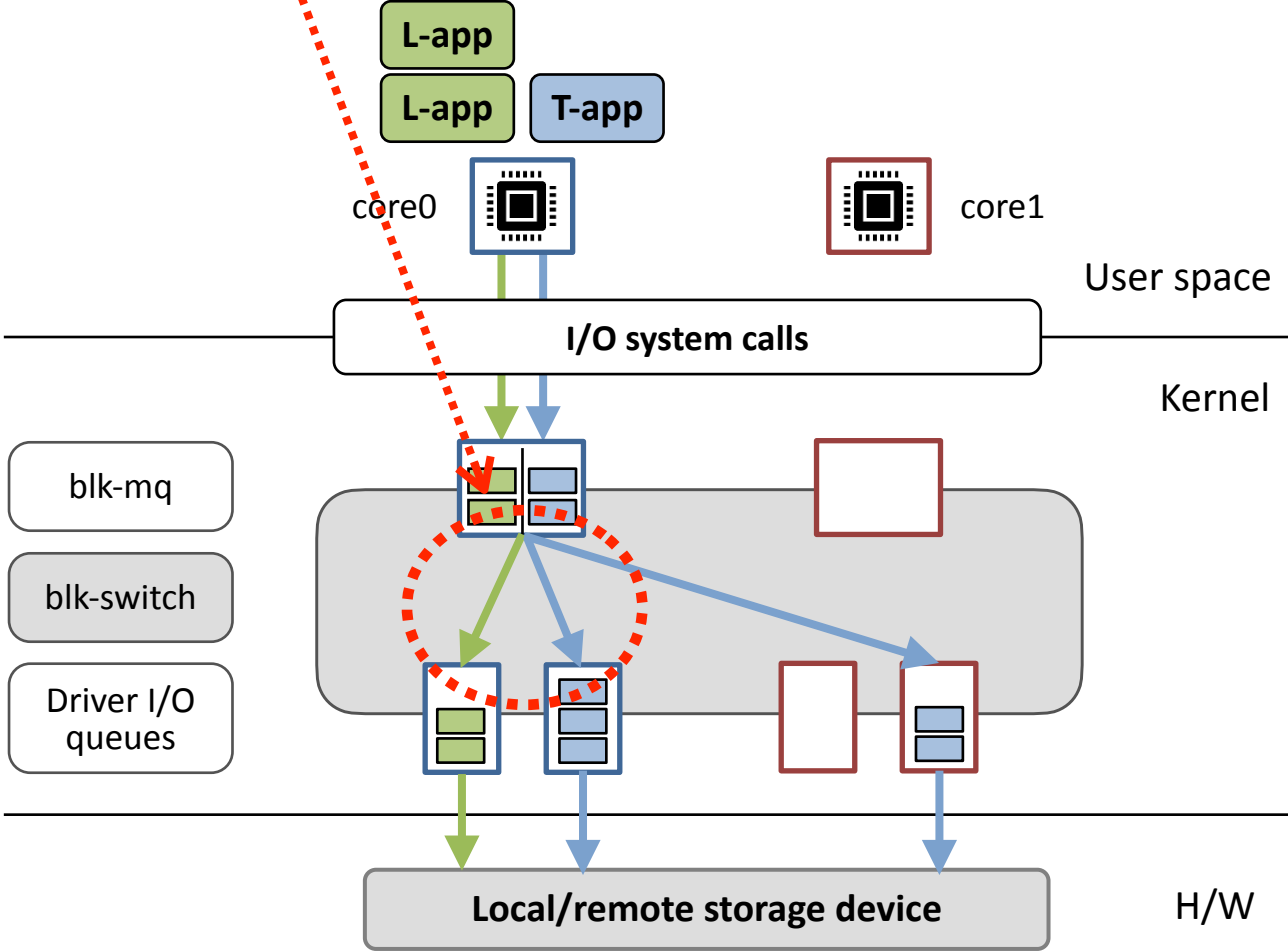 L-app
L-app
T-app
core0
core1
User space
I/O system calls
Kernel
blk-mq
blk-switch
Driver I/O
queues
Local/remote storage device
H/W